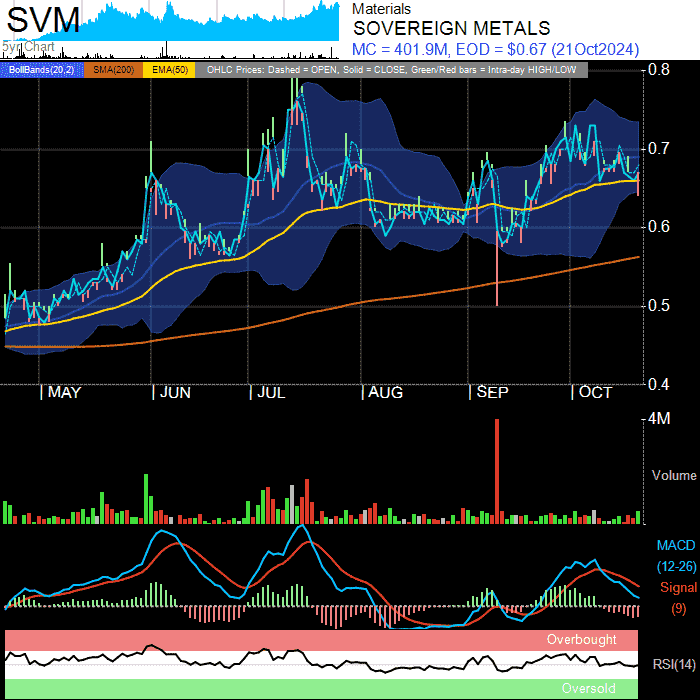 SVM
5yr Chart
Materials
SOVEREIGN METALS
MC = 401.9M, EOD = $0.67 (21Oct2024)
BollBands(20,2) SMA(200) EMA(50) OHLC Prices: Dashed = OPEN, Solid = CLOSE, Green/Red bars = Intra-day HIGH/LOW
0.8
0.7
0.6
0.5
0.4
MAY JUN JUL AUG SEP OCT
4M
Volume
MACD
(12-26)
Signal
(9)
Overbought
RSI(14)
Oversold